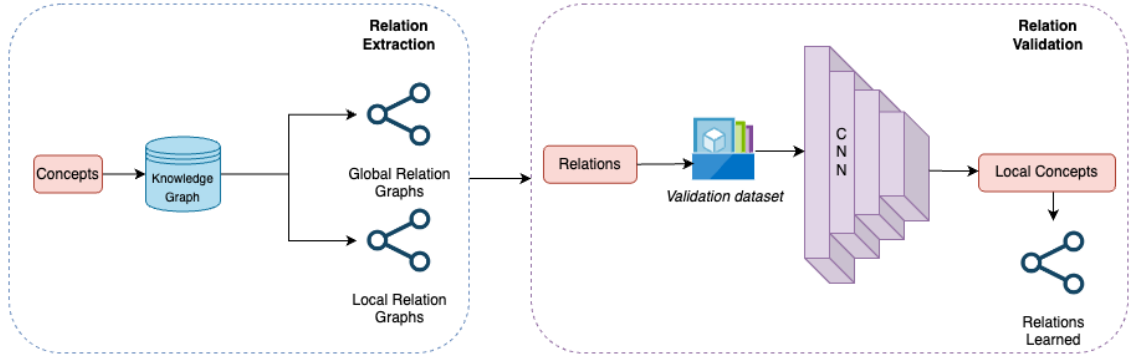 Relation
Extraction
Concepts
Knowledge
Graph
Global Relation
Graphs
Local Relation
Graphs
Relation
Validation
Relations
Validation dataset
C
N
N
Local Concepts
Relations
Learned